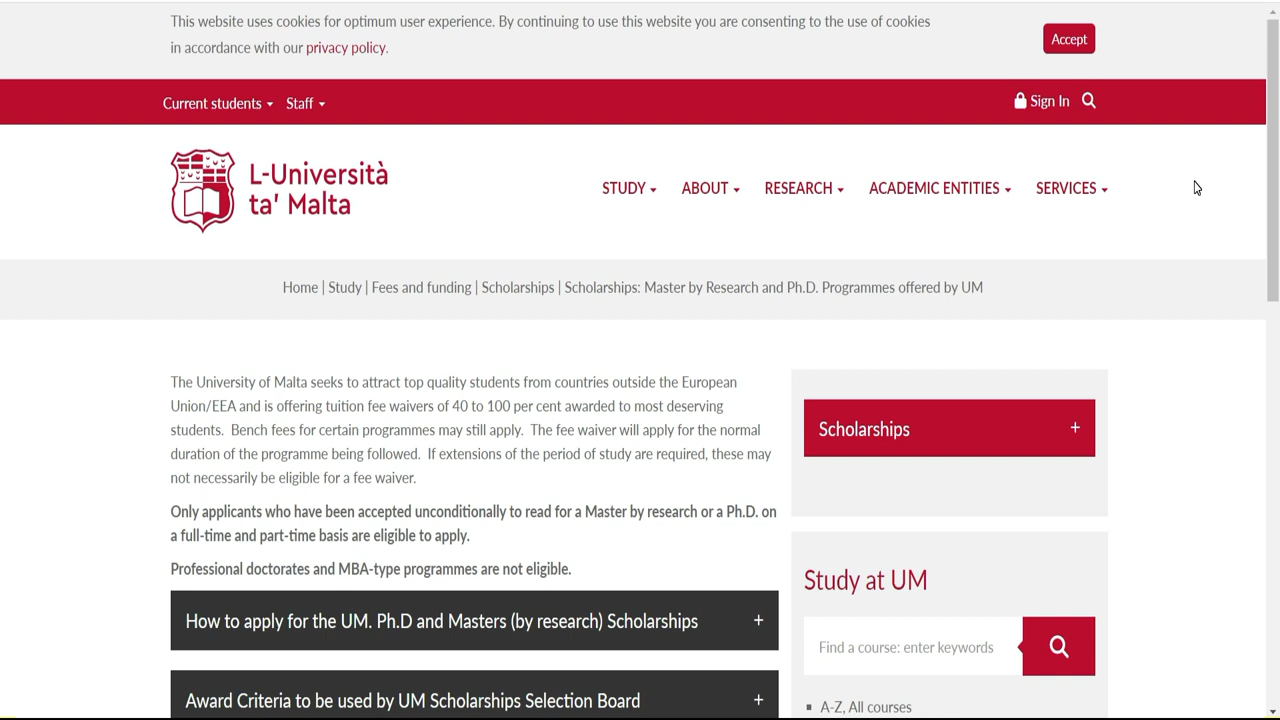 This website uses cookies for optimum user experience. By continuing to use this website you are consenting to the use of cookies
in accordance with our privacy policy.
Accept
Current students
Staff
Sign In
L-Università
ta' Malta
STUDY
ABOUT
RESEARCH
ACADEMIC ENTITIES
SERVICES
Home | Study | Fees and funding | Scholarships | Scholarships: Master by Research and Ph.D. Programmes offered by UM
The University of Malta seeks to attract top quality students from countries outside the European
Union/EEA and is offering tuition fee waivers of 40 to 100 per cent awarded to most deserving
students. Bench fees for certain programmes may still apply. The fee waiver will apply for the normal
duration of the programme being followed. If extensions of the period of study are required, these may
not necessarily be eligible for a fee waiver.
Only applicants who have been accepted unconditionally to read for a Master by research or a Ph.D. on
a full-time and part-time basis are eligible to apply.
Professional doctorates and MBA-type programmes are not eligible.
How to apply for the UM. Ph.D and Masters (by research) Scholarships +
Award Criteria to be used by UM Scholarships Selection Board +
Scholarships +
Study at UM
Find a course: enter keywords
A-Z, All courses